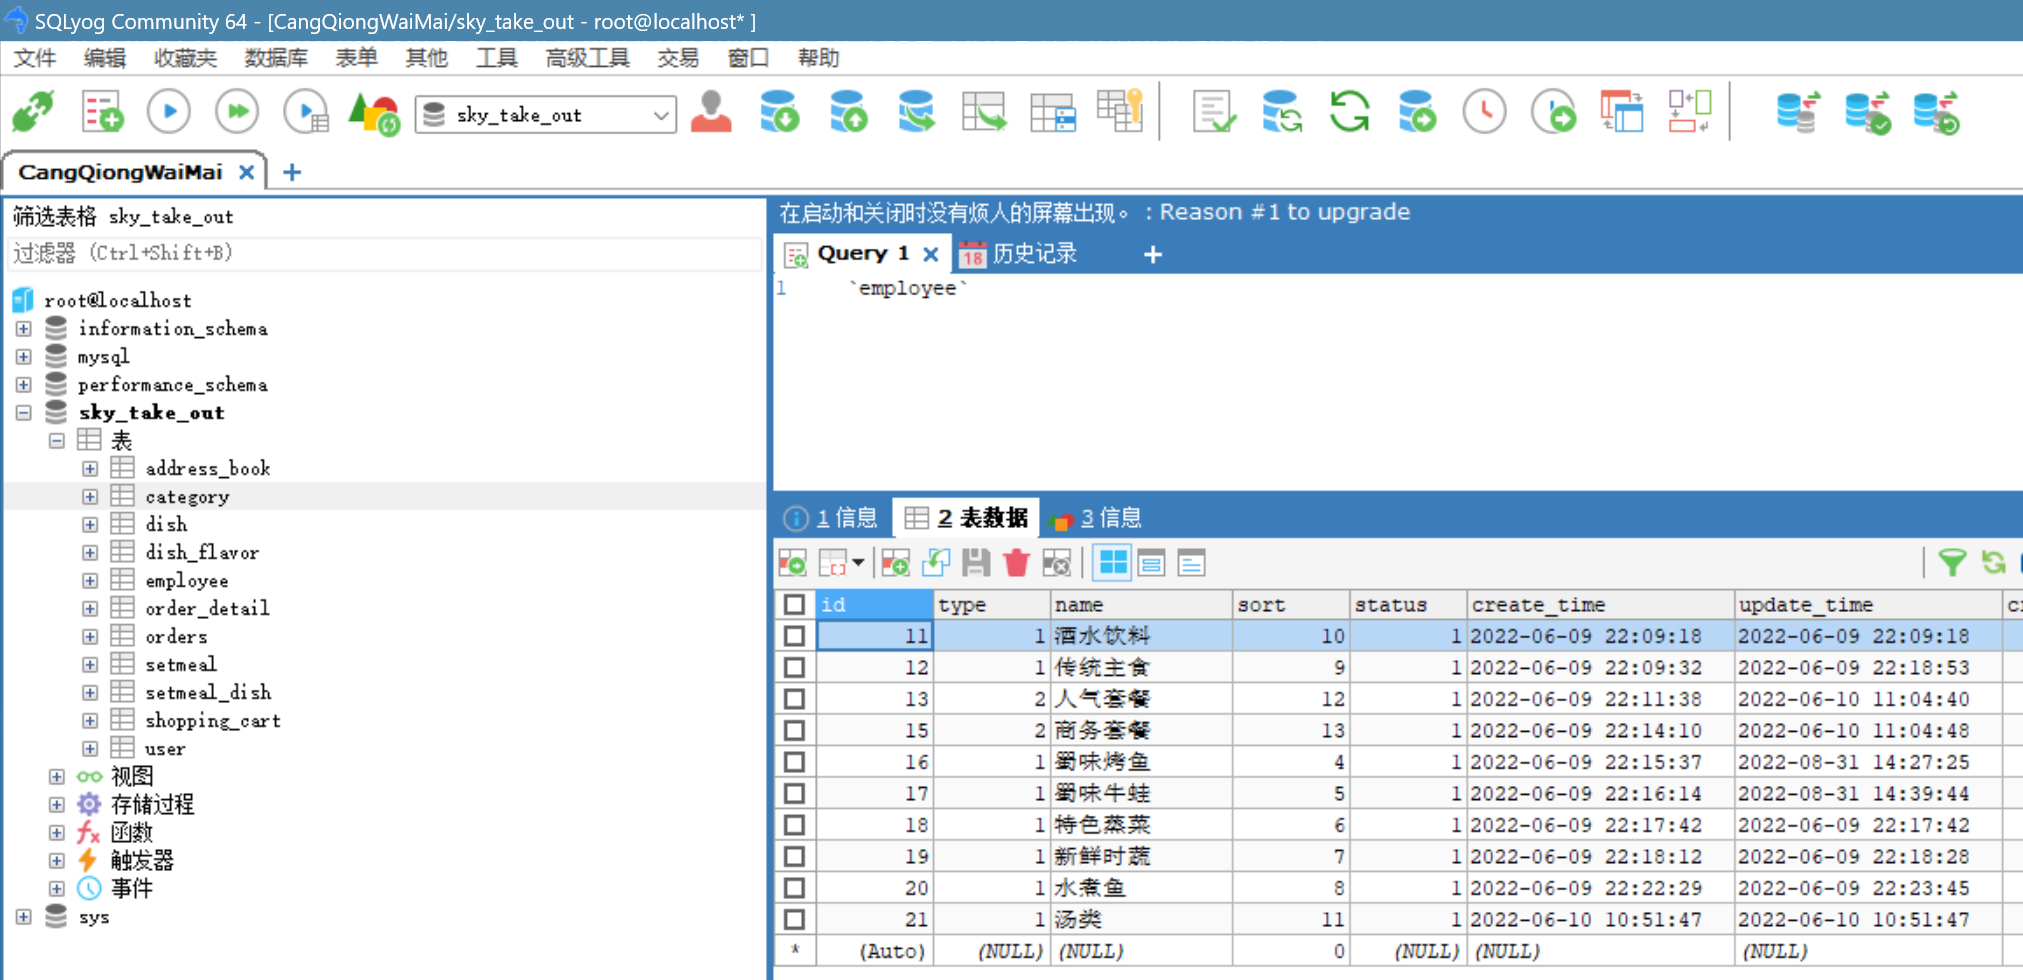 SQLyog Community 64 - [CangQiongWaiMai/sky_take_out - root@localhost* ]
文件 编辑 收藏夹 数据库 表单 其他 工具 高级工具 交易 窗口 帮助
sky_take_out
CangQiongWaiMai
筛选表格 sky_take_out
过滤器 (Ctrl+Shift+B)
root@localhost
information_schema
mysql
performance_schema
sky_take_out
表
address_book
category
dish
dish_flavor
employee
order_detail
orders
setmeal
setmeal_dish
shopping_cart
user
视图
存储过程
函数
触发器
事件
sys
在启动和关闭时没有烦人的屏幕出现。 : Reason #1 to upgrade
Query 1 18 历史记录
1 `employee`
1 信息 2 表数据 3 信息
id type name sort status create_time update_time
11 1 酒水饮料 10 1 2022-06-09 22:09:18 2022-06-09 22:09:18
12 1 传统主食 9 1 2022-06-09 22:09:32 2022-06-09 22:18:53
13 2 人气套餐 12 1 2022-06-09 22:11:38 2022-06-10 11:04:40
15 2 商务套餐 13 1 2022-06-09 22:14:10 2022-06-10 11:04:48
16 1 蜀味烤鱼 4 1 2022-06-09 22:15:37 2022-08-31 14:27:25
17 1 蜀味牛蛙 5 1 2022-06-09 22:16:14 2022-08-31 14:39:44
18 1 特色蒸菜 6 1 2022-06-09 22:17:42 2022-06-09 22:17:42
19 1 新鲜时蔬 7 1 2022-06-09 22:18:12 2022-06-09 22:18:28
20 1 水煮鱼 8 1 2022-06-09 22:22:29 2022-06-09 22:23:45
21 1 汤类 11 1 2022-06-10 10:51:47 2022-06-10 10:51:47
* (Auto) (NULL) (NULL) 0 (NULL) (NULL) (NULL)